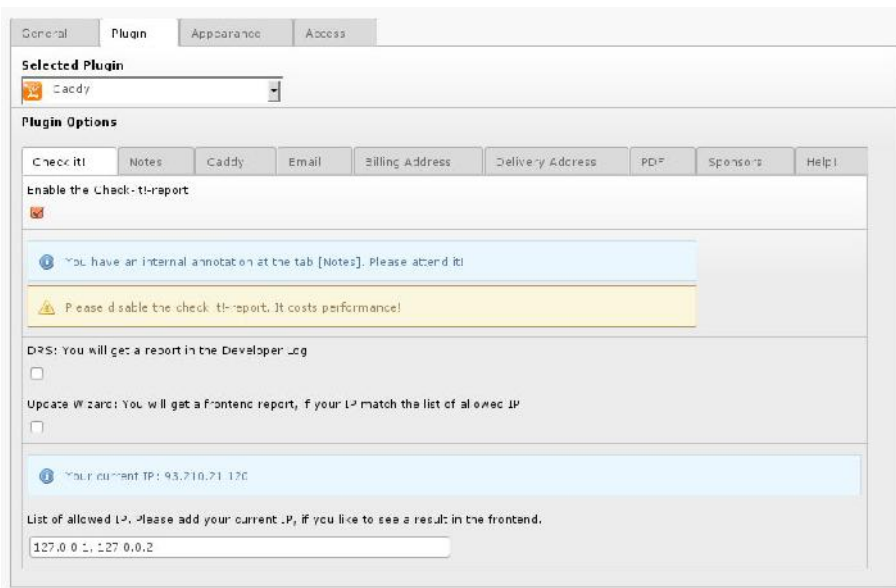 General Plugin Appearance Access
Selected Plugin
Caddy
Plugin Options
Check it! Notes Caddy Email Billing Address Delivery Address PDF Sponsors Help!
Enable the Check-it!-report
You have an internal annotation at the tab [Notes]. Please attend it!
Please disable the check it!-report. It costs performance!
DRS: You will get a report in the Developer Log
Update Wizard: You will get a frontend report, if your IP match the list of allowed IP
Your current IP: 93.210.21.120
List of allowed IP. Please add your current IP, if you like to see a result in the frontend.
127.0.0.1, 127.0.0.2